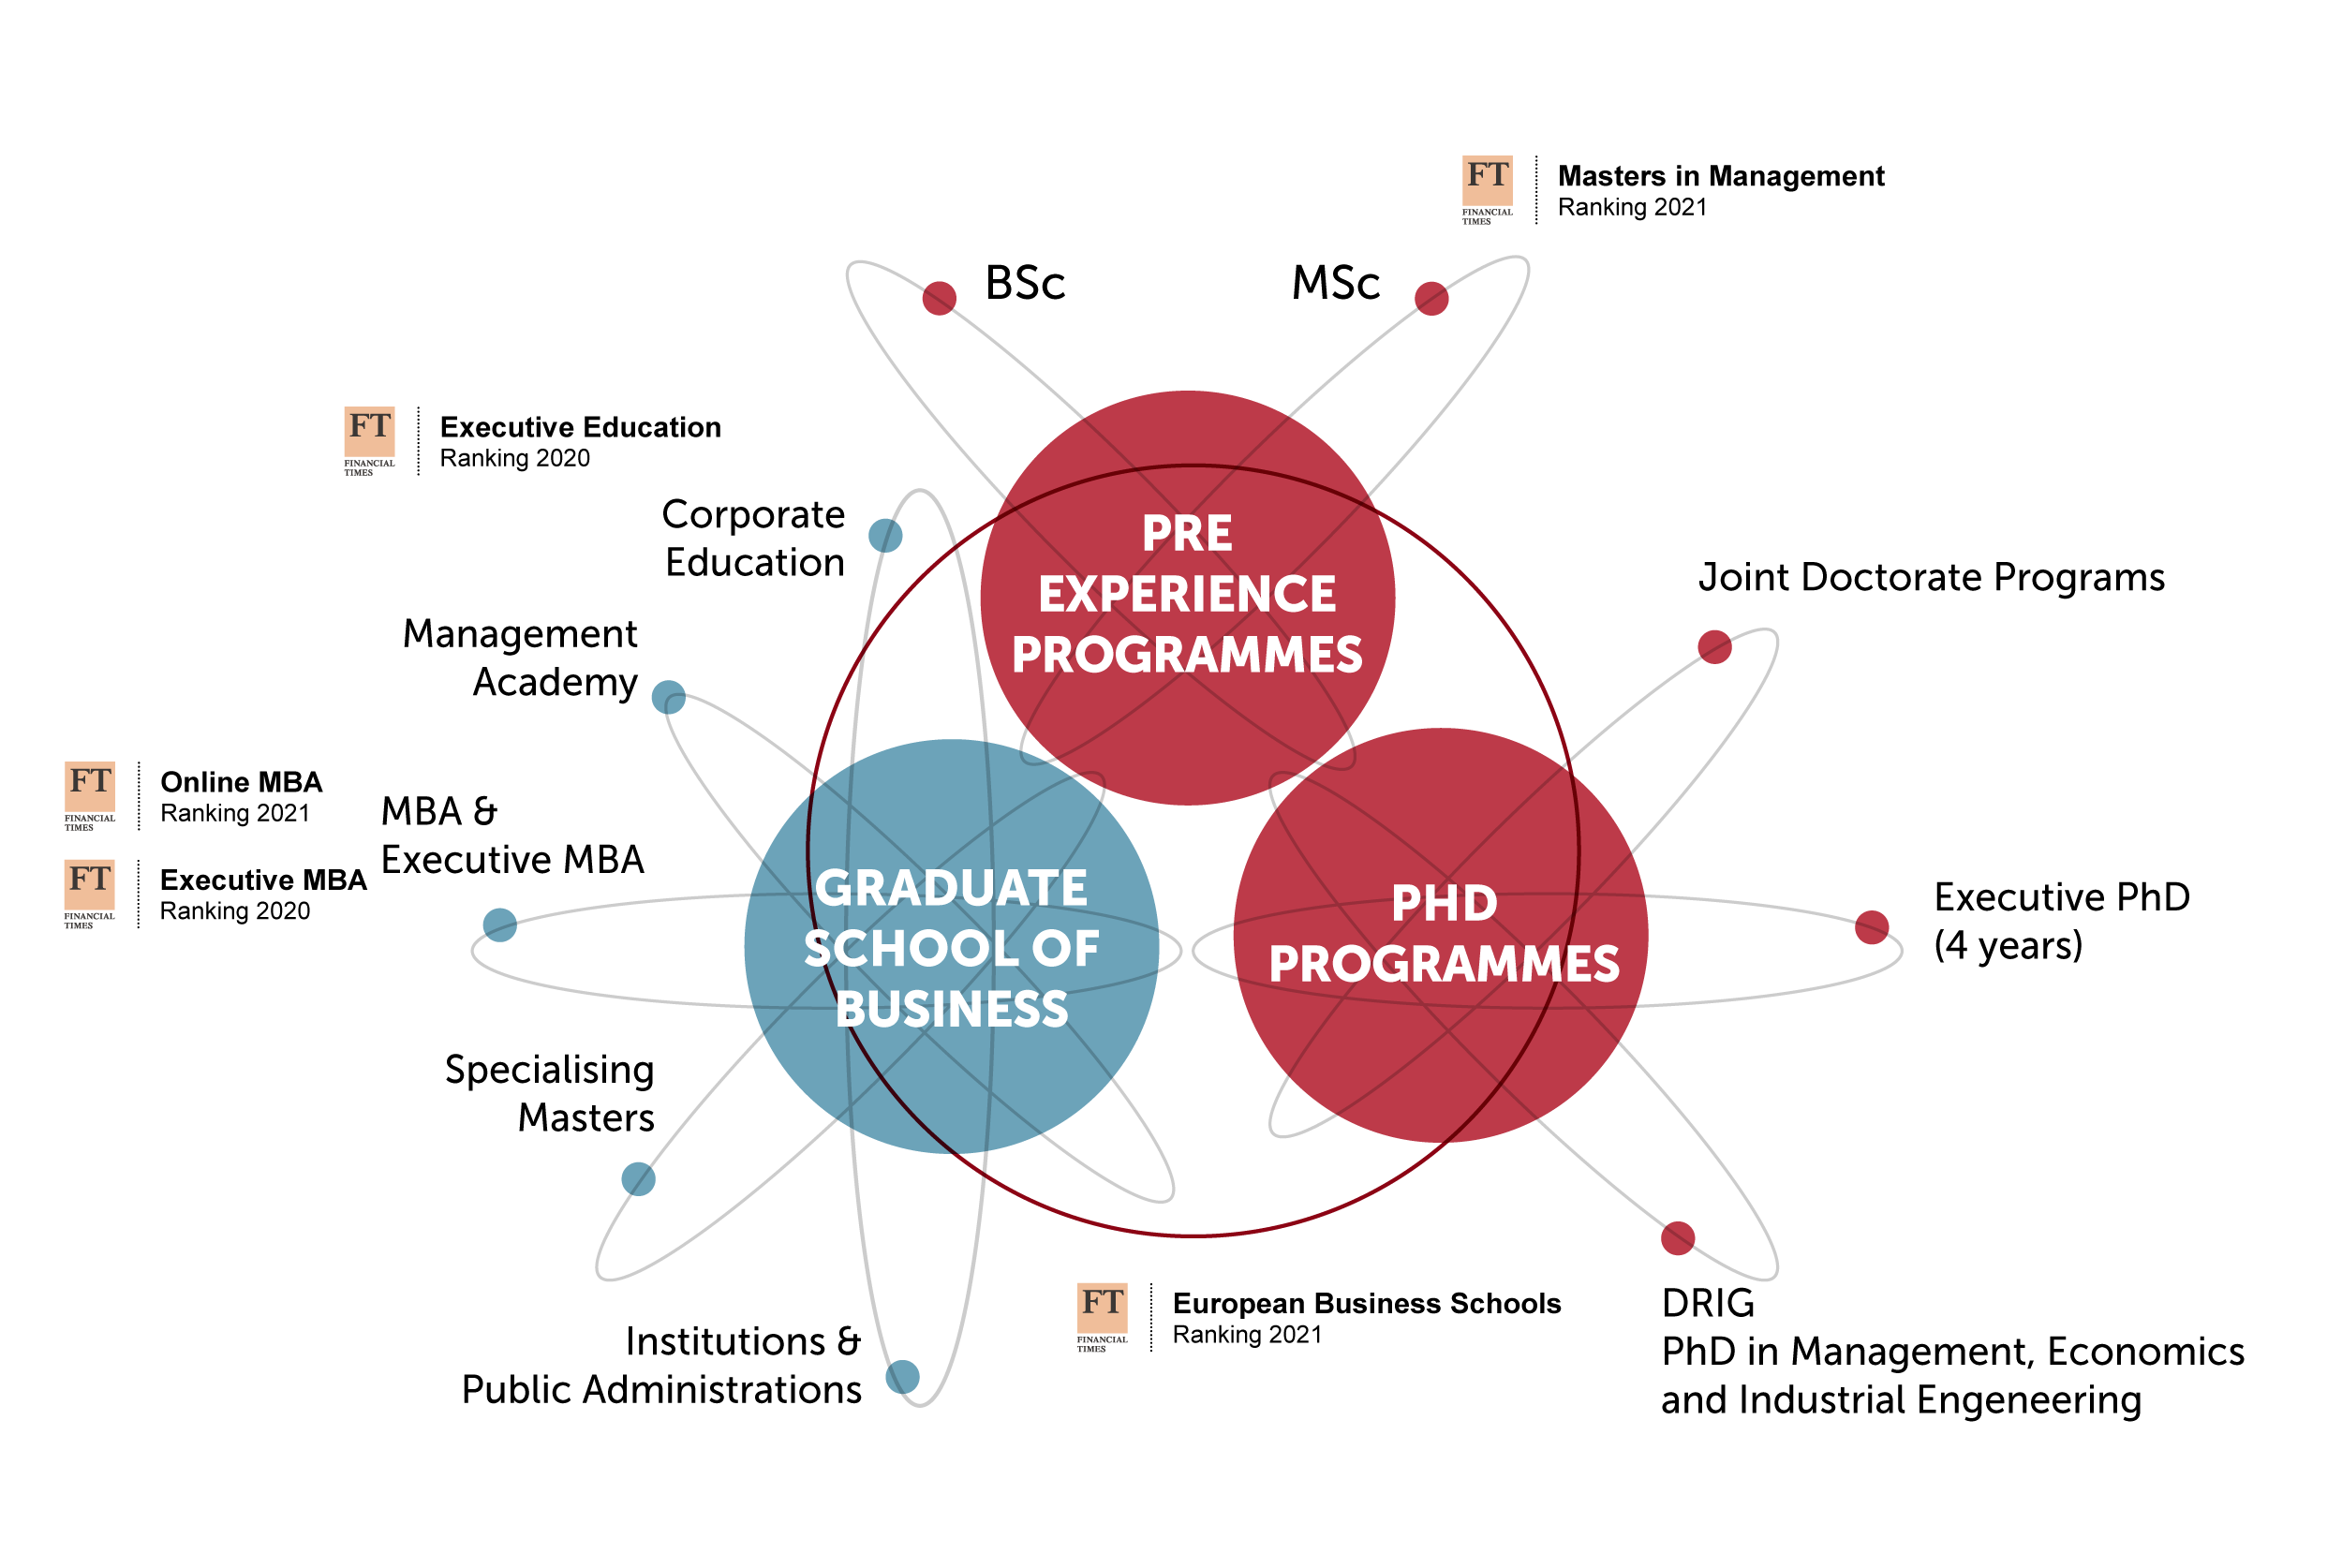 FT
FINANCIAL
TIMES
Masters in Management
Ranking 2021
BSc
MSc
FT
FINANCIAL
TIMES
Executive Education
Ranking 2020
Corporate
Education
PRE
EXPERIENCE
PROGRAMMES
Joint Doctorate Programs
Management
Academy
FT
FINANCIAL
TIMES
Online MBA
Ranking 2021
FT
FINANCIAL
TIMES
Executive MBA
Ranking 2020
MBA &
Executive MBA
GRADUATE
SCHOOL OF
BUSINESS
PHD
PROGRAMMES
Executive PhD
(4 years)
Specialising
Masters
Institutions &
Public Administrations
FT
FINANCIAL
TIMES
European Business Schools
Ranking 2021
DRIG
PhD in Management, Economics
and Industrial Engeneering